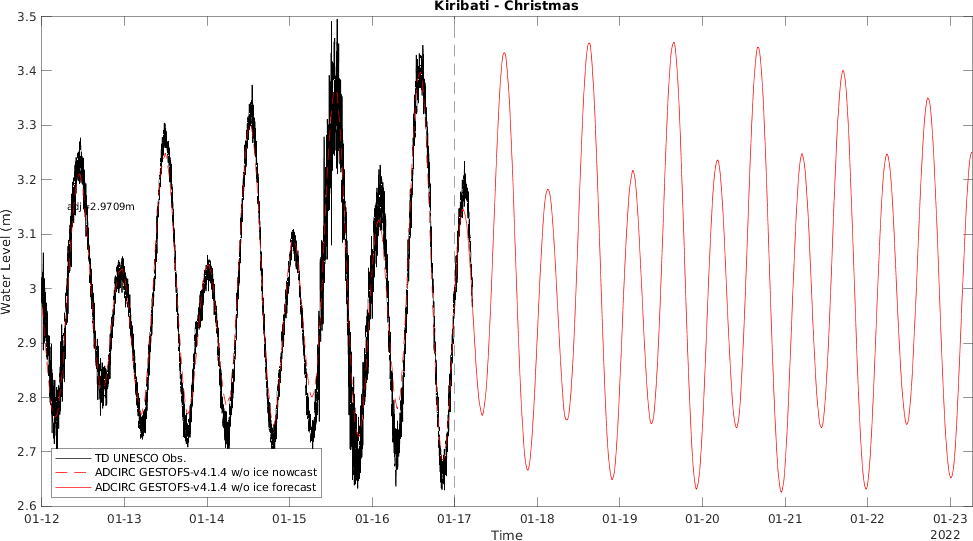 Kiribati - Christmas
3.5
3.4
3.3
3.2
3.1
3
2.9
2.8
2.7
2.6
Water Level (m)
adj=2.9709m
TD UNESCO Obs.
ADCIRC GESTOFS-v4.1.4 w/o ice nowcast
ADCIRC GESTOFS-v4.1.4 w/o ice forecast
01-12 01-13 01-14 01-15 01-16 01-17 01-18 01-19 01-20 01-21 01-22 01-23
Time
2022